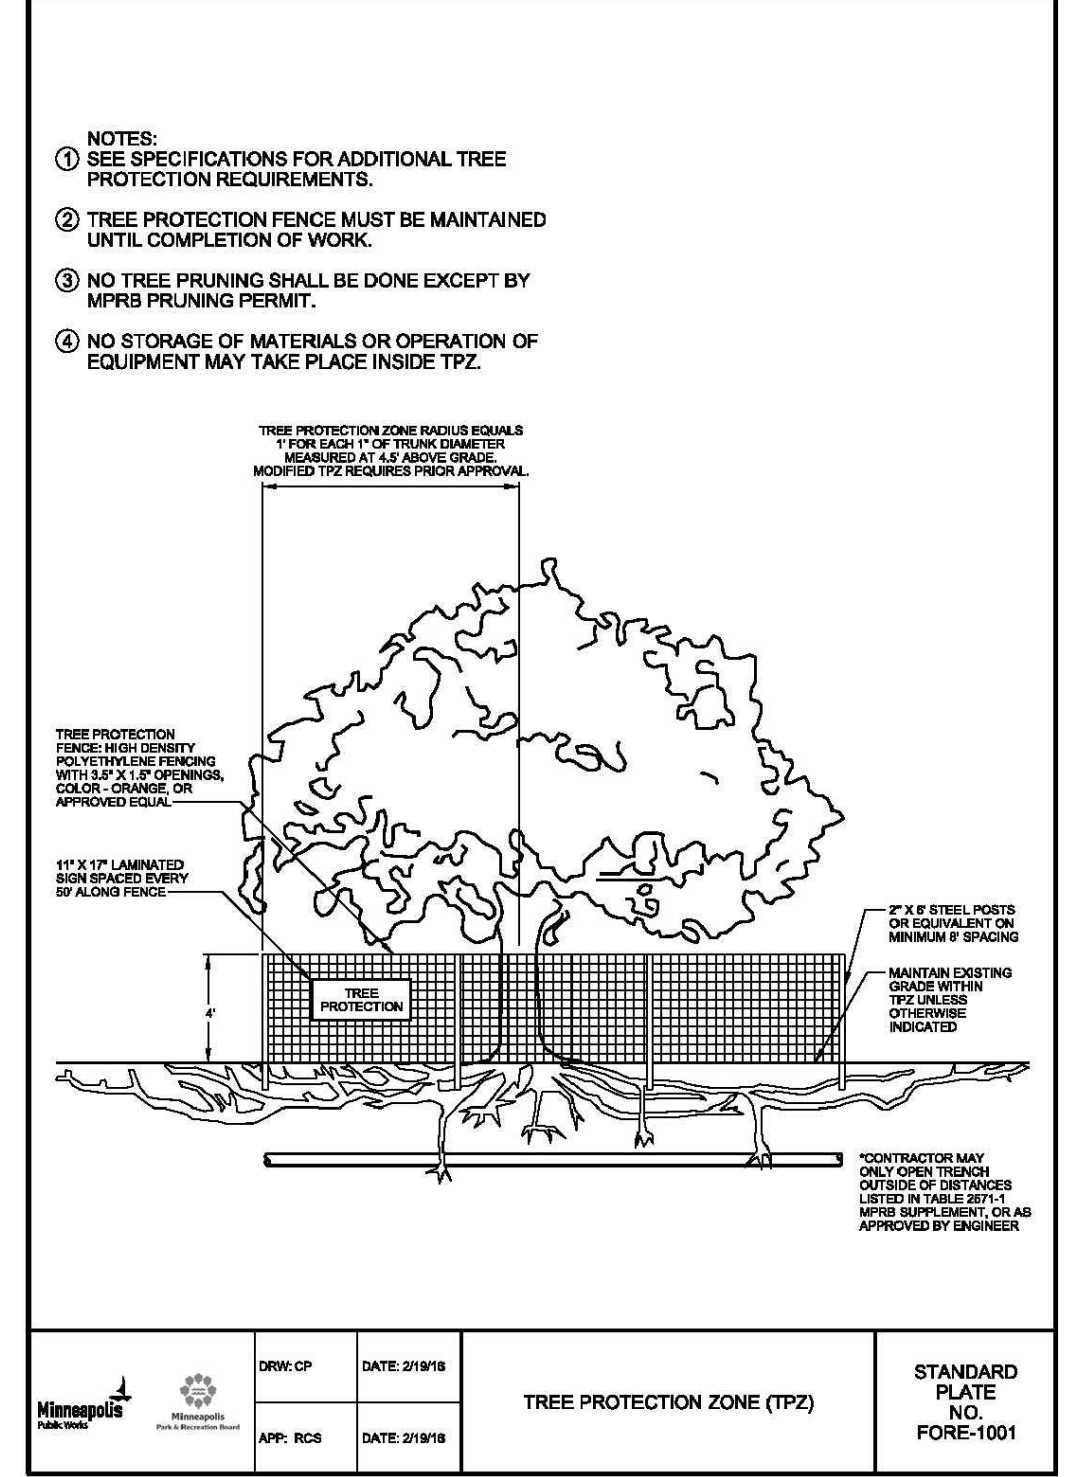 NOTES:
① SEE SPECIFICATIONS FOR ADDITIONAL TREE
PROTECTION REQUIREMENTS.
② TREE PROTECTION FENCE MUST BE MAINTAINED
UNTIL COMPLETION OF WORK.
③ NO TREE PRUNING SHALL BE DONE EXCEPT BY
MPRB PRUNING PERMIT.
④ NO STORAGE OF MATERIALS OR OPERATION OF
EQUIPMENT MAY TAKE PLACE INSIDE TPZ.
TREE PROTECTION ZONE RADIUS EQUALS
1' FOR EACH 1" OF TRUNK DIAMETER
MEASURED AT 4.5' ABOVE GRADE.
MODIFIED TPZ REQUIRES PRIOR APPROVAL.
TREE PROTECTION
FENCE: HIGH DENSITY
POLYETHYLENE FENCING
WITH 3.5" X 1.5" OPENINGS,
COLOR - ORANGE, OR
APPROVED EQUAL
11" X 17" LAMINATED
SIGN SPACED EVERY
50' ALONG FENCE
2" X 6' STEEL POSTS
OR EQUIVALENT ON
MINIMUM 8' SPACING
MAINTAIN EXISTING
GRADE WITHIN
TPZ UNLESS
OTHERWISE
INDICATED
4'
TREE
PROTECTION
*CONTRACTOR MAY
ONLY OPEN TRENCH
OUTSIDE OF DISTANCES
LISTED IN TABLE 2571-1
MPRB SUPPLEMENT, OR AS
APPROVED BY ENGINEER
Minneapolis
Public Works
Minneapolis
Park & Recreation Board
DRW: CP
DATE: 2/19/16
APP: RCS
DATE: 2/19/16
TREE PROTECTION ZONE (TPZ)
STANDARD
PLATE
NO.
FORE-1001